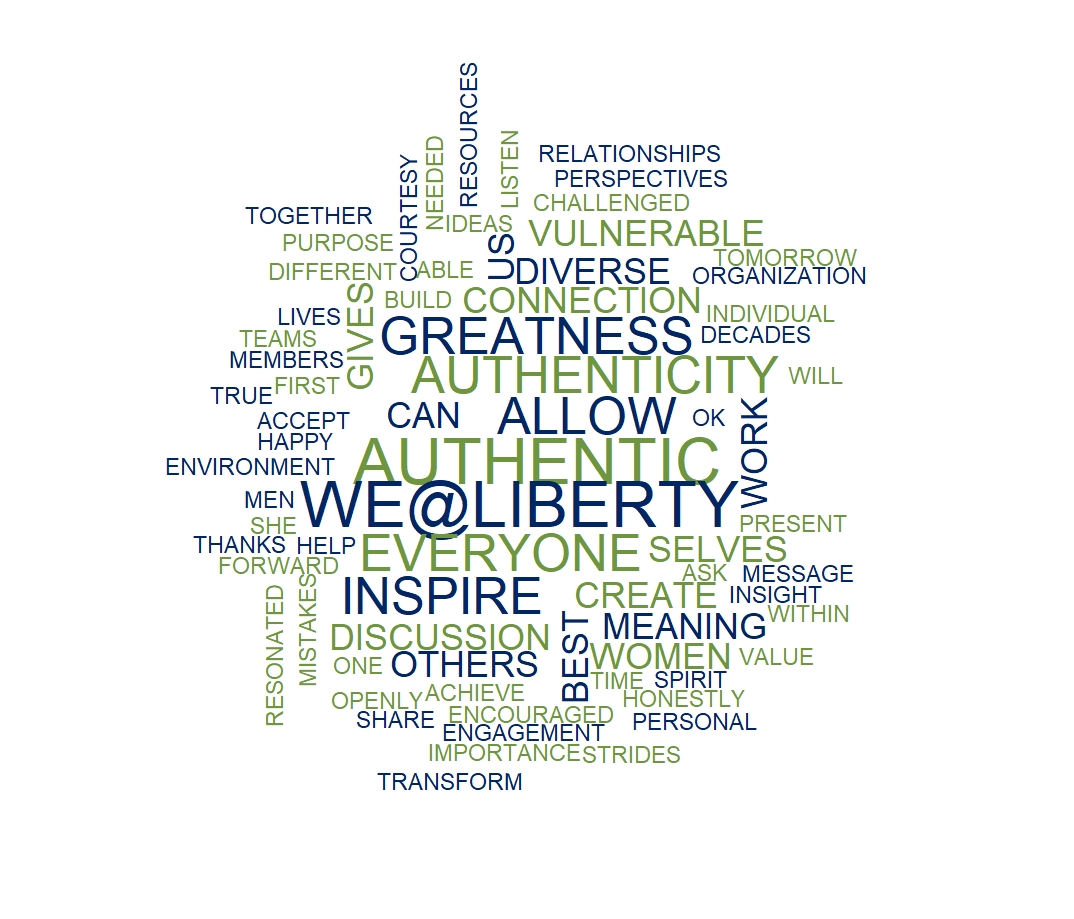 RESOURCES
LISTEN
NEEDED
COURTESY
RELATIONSHIPS
PERSPECTIVES
CHALLENGED
TOGETHER
IDEAS
VULNERABLE
PURPOSE
US
TOMORROW
DIFFERENT
ABLE
DIVERSE
ORGANIZATION
GIVES
BUILD
CONNECTION
INDIVIDUAL
LIVES
GREATNESS
DECADES
TEAMS
MEMBERS
AUTHENTICITY
WILL
FIRST
TRUE
CAN
ALLOW
OK
WORK
ACCEPT
HAPPY
AUTHENTIC
ENVIRONMENT
MEN
WE@LIBERTY
SHE
PRESENT
THANKS
HELP
EVERYONE
SELVES
FORWARD
ASK
MESSAGE
RESONATED
MISTAKES
INSPIRE
CREATE
INSIGHT
WITHIN
DISCUSSION
BEST
MEANING
ONE
OTHERS
WOMEN
VALUE
TIME
SPIRIT
OPENLY
ACHIEVE
HONESTLY
SHARE
ENCOURAGED
PERSONAL
ENGAGEMENT
IMPORTANCE
STRIDES
TRANSFORM